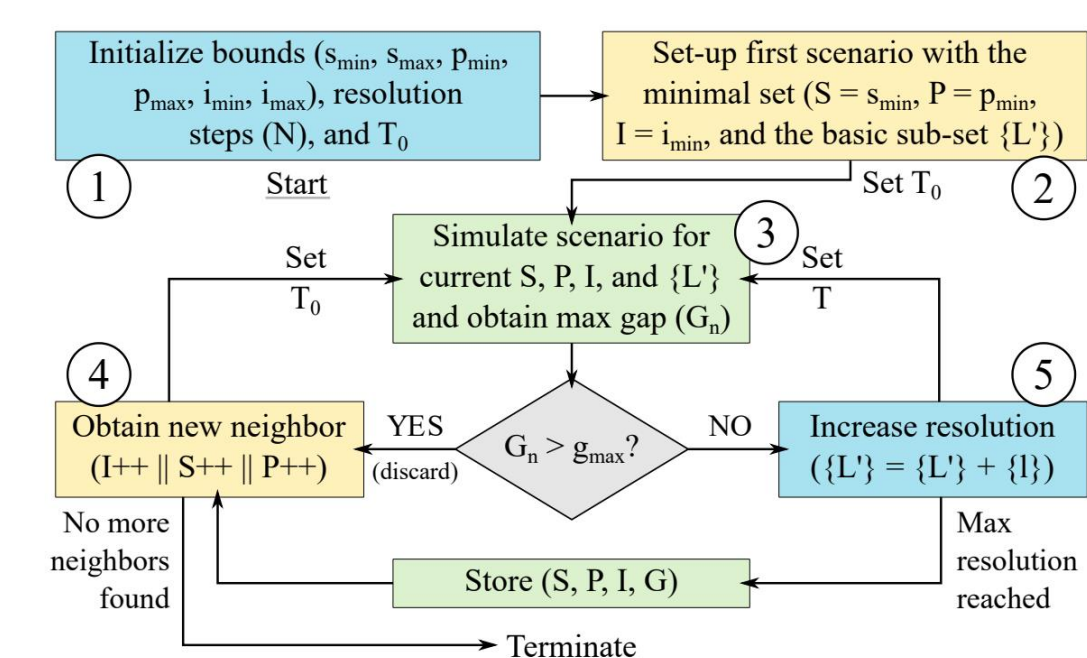 Initialize bounds (sₘᵢₙ, sₘₐₓ, pₘᵢₙ,
pₘₐₓ, iₘᵢₙ, iₘₐₓ), resolution
steps (N), and T₀
1
Start
Set-up first scenario with the
minimal set (S = sₘᵢₙ, P = pₘᵢₙ,
I = iₘᵢₙ, and the basic sub-set {L'})
2
Set T₀
Simulate scenario for
current S, P, I, and {L'}
and obtain max gap (Gₙ)
3
Set
T₀
Set
T
4
Obtain new neighbor
(I++ || S++ || P++)
YES
(discard)
Gₙ > gₘₐₓ?
NO
5
Increase resolution
({L'} = {L'} + {l})
No more
neighbors
found
Store (S, P, I, G)
Max
resolution
reached
Terminate